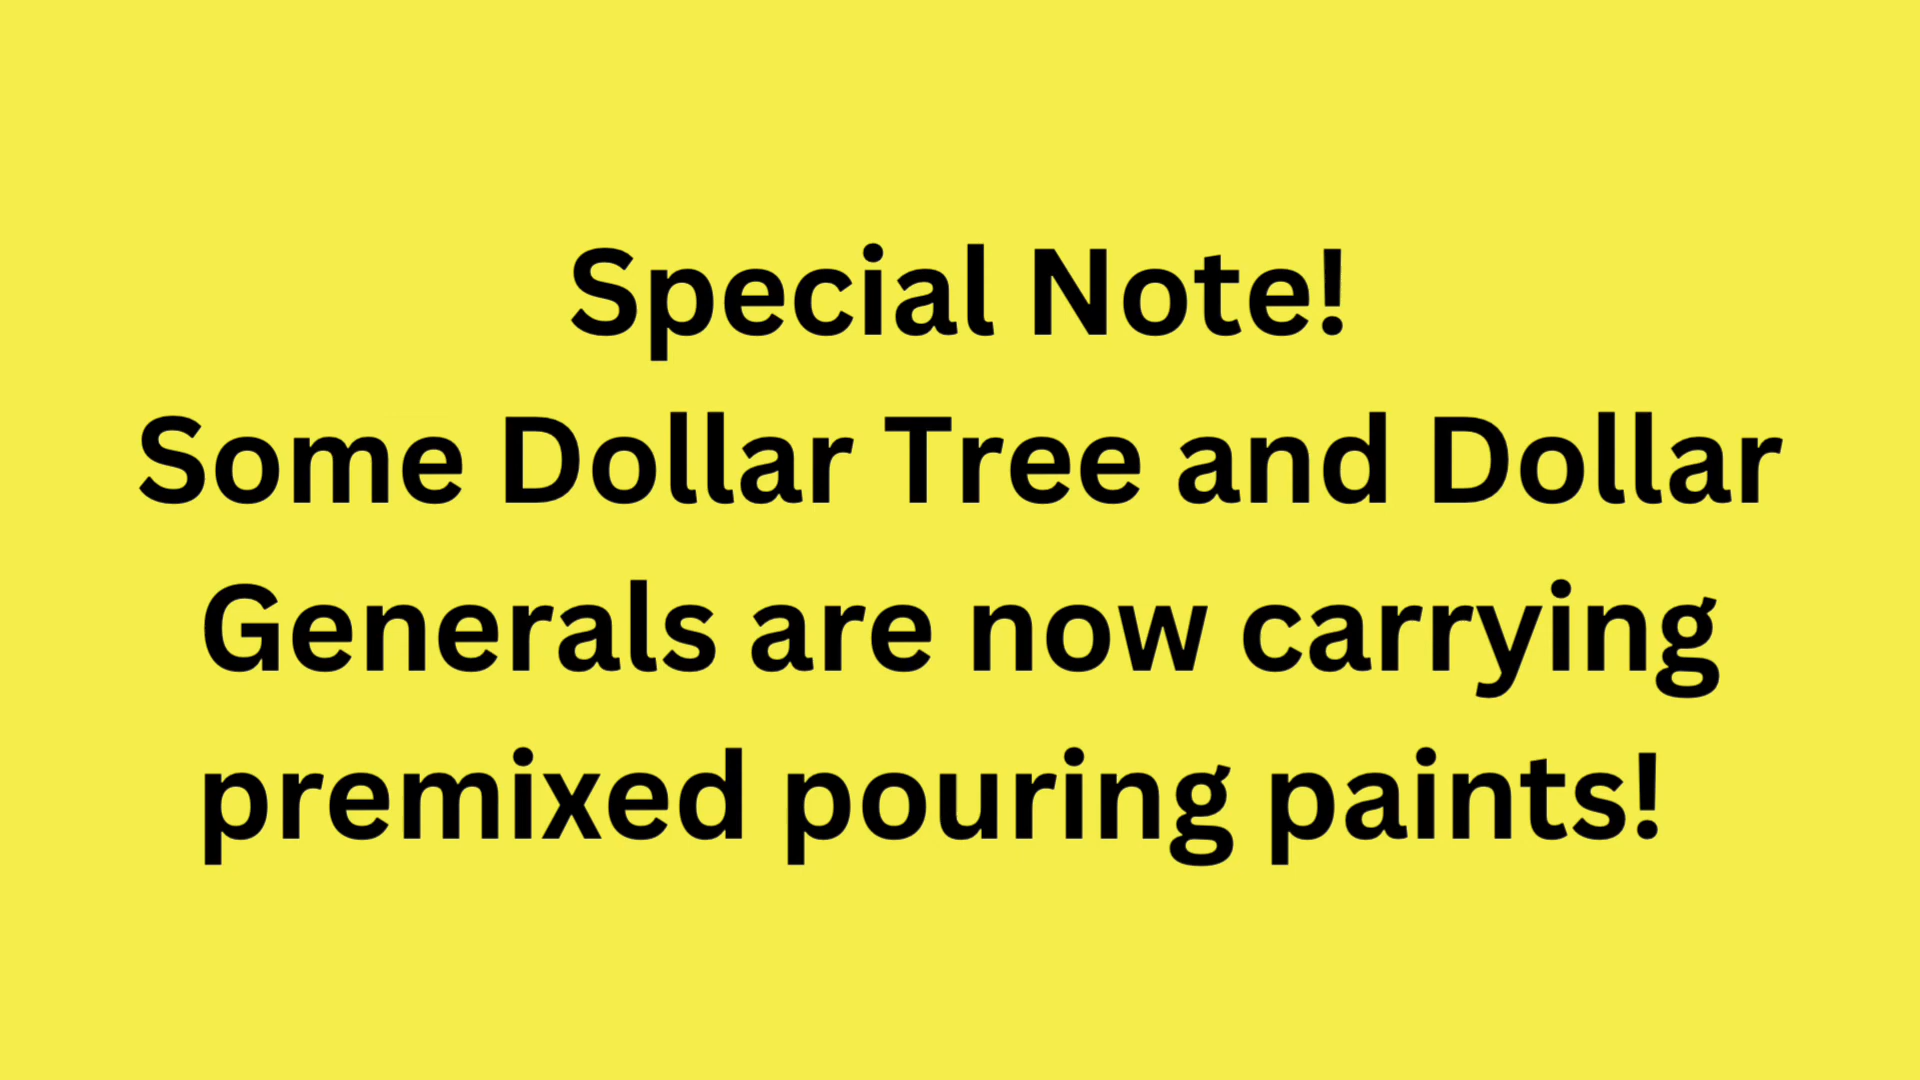 Special Note!
Some Dollar Tree and Dollar
Generals are now carrying
premixed pouring paints!